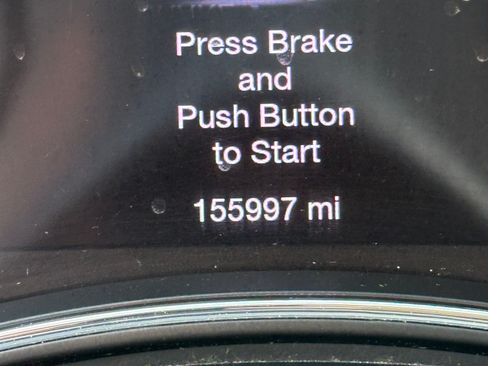 Press Brake
and
Push Button
to Start
155997 mi